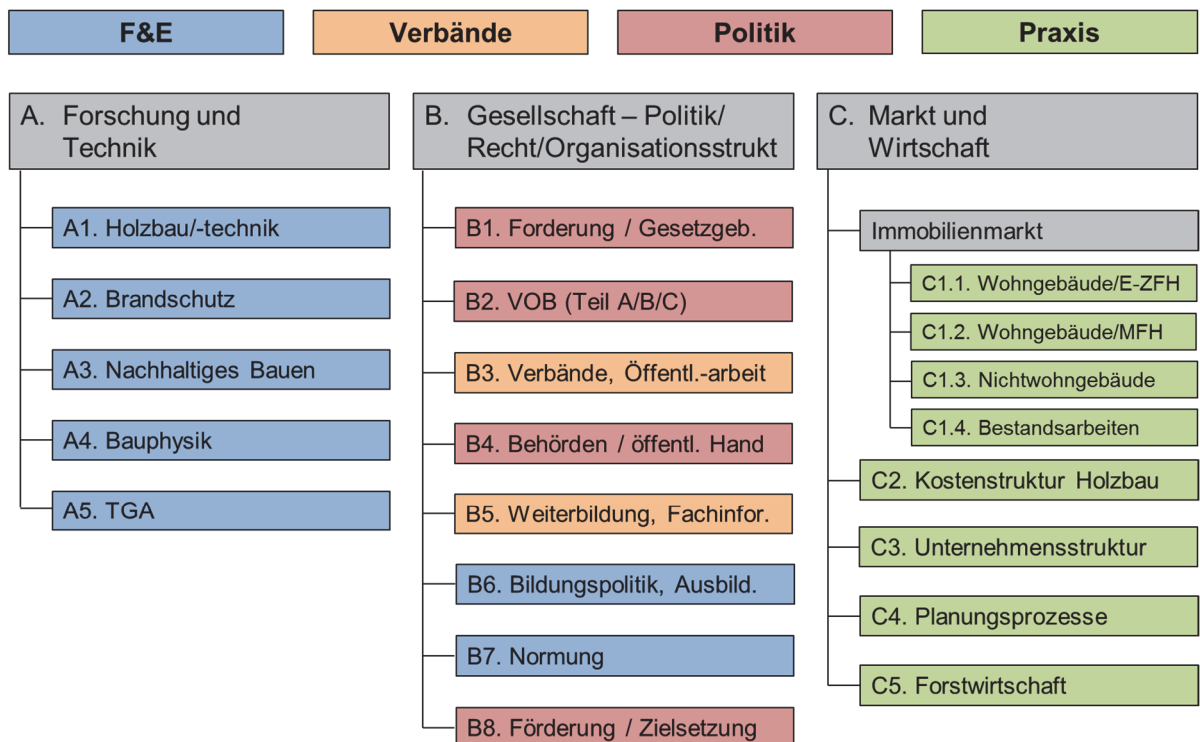 F&E
Verbände
Politik
Praxis
A. Forschung und
Technik
A1. Holzbau/-technik
A2. Brandschutz
A3. Nachhaltiges Bauen
A4. Bauphysik
A5. TGA
B. Gesellschaft – Politik/
Recht/Organisationsstrukt
B1. Forderung / Gesetzgeb.
B2. VOB (Teil A/B/C)
B3. Verbände, Öffentl.-arbeit
B4. Behörden / öffentl. Hand
B5. Weiterbildung, Fachinfor.
B6. Bildungspolitik, Ausbild.
B7. Normung
B8. Förderung / Zielsetzung
C. Markt und
Wirtschaft
Immobilienmarkt
C1.1. Wohngebäude/E-ZFH
C1.2. Wohngebäude/MFH
C1.3. Nichtwohngebäude
C1.4. Bestandsarbeiten
C2. Kostenstruktur Holzbau
C3. Unternehmensstruktur
C4. Planungsprozesse
C5. Forstwirtschaft